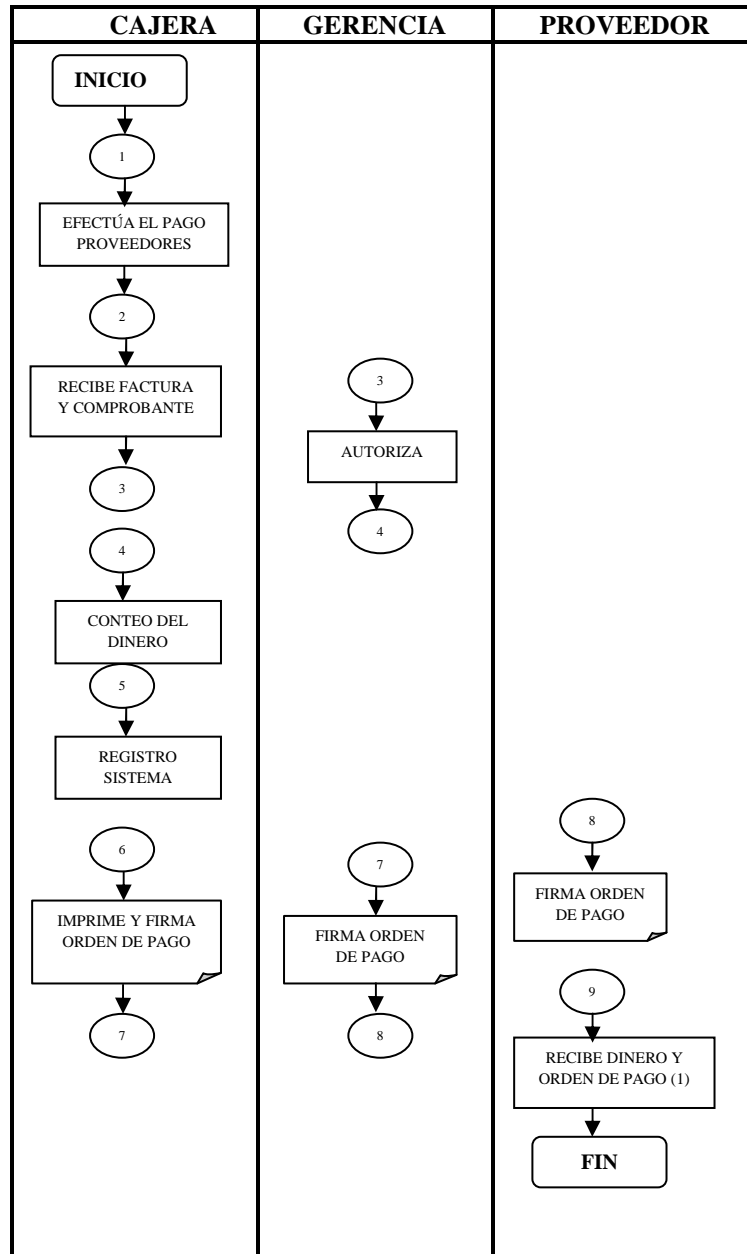 CAJERA
GERENCIA
PROVEEDOR
INICIO
1
EFECTÚA EL PAGO
PROVEEDORES
2
RECIBE FACTURA
Y COMPROBANTE
3
4
CONTEO DEL
DINERO
5
REGISTRO
SISTEMA
6
IMPRIME Y FIRMA
ORDEN DE PAGO
7
3
AUTORIZA
4
7
FIRMA ORDEN
DE PAGO
8
8
FIRMA ORDEN
DE PAGO
9
RECIBE DINERO Y
ORDEN DE PAGO (1)
FIN